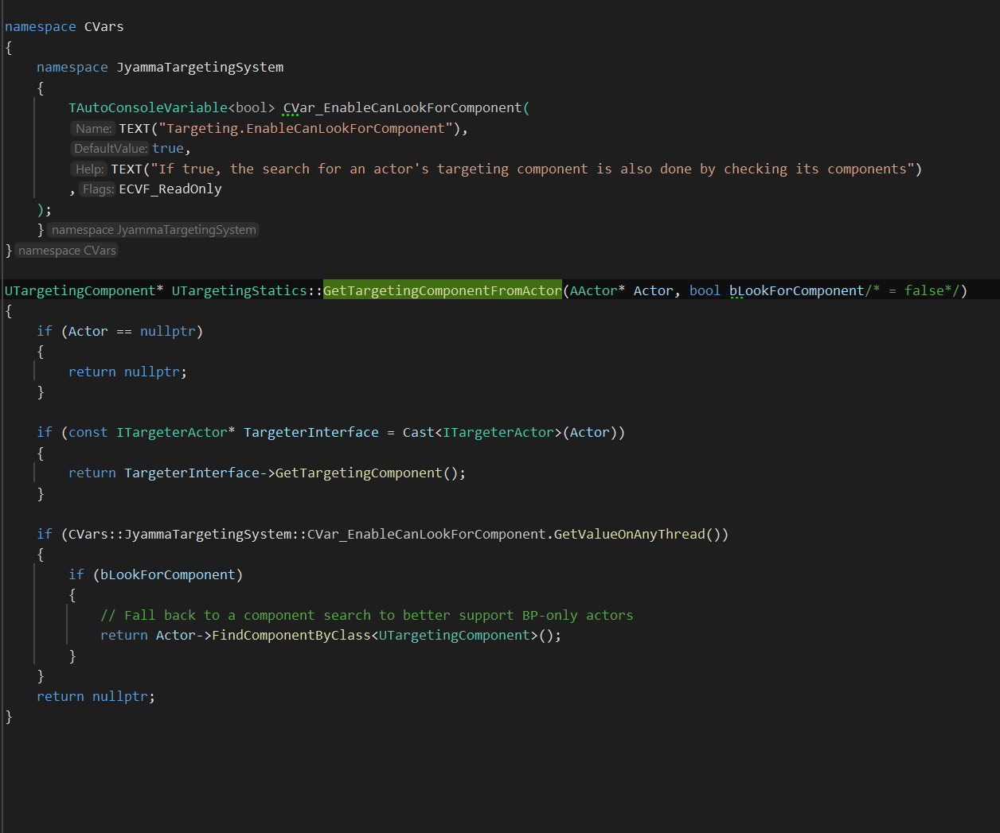 namespace CVars
{
    namespace JyammaTargetingSystem
    {
        TAutoConsoleVariable<bool> CVar_EnableCanLookForComponent(
        Name: TEXT("Targeting.EnableCanLookForComponent"),
        DefaultValue: true,
        Help: TEXT("If true, the search for an actor's targeting component is also done by checking its components")
        , Flags: ECVF_ReadOnly
    );
    } namespace JyammaTargetingSystem
} namespace CVars

UTargetingComponent* UTargetingStatics::GetTargetingComponentFromActor(AActor* Actor, bool bLookForComponent/* = false*/)
{
    if (Actor == nullptr)
    {
        return nullptr;
    }

    if (const ITargeterActor* TargeterInterface = Cast<ITargeterActor>(Actor))
    {
        return TargeterInterface->GetTargetingComponent();
    }

    if (CVars::JyammaTargetingSystem::CVar_EnableCanLookForComponent.GetValueOnAnyThread())
    {
        if (bLookForComponent)
        {
            // Fall back to a component search to better support BP-only actors
            return Actor->FindComponentByClass<UTargetingComponent>();
        }
    }
    return nullptr;
}